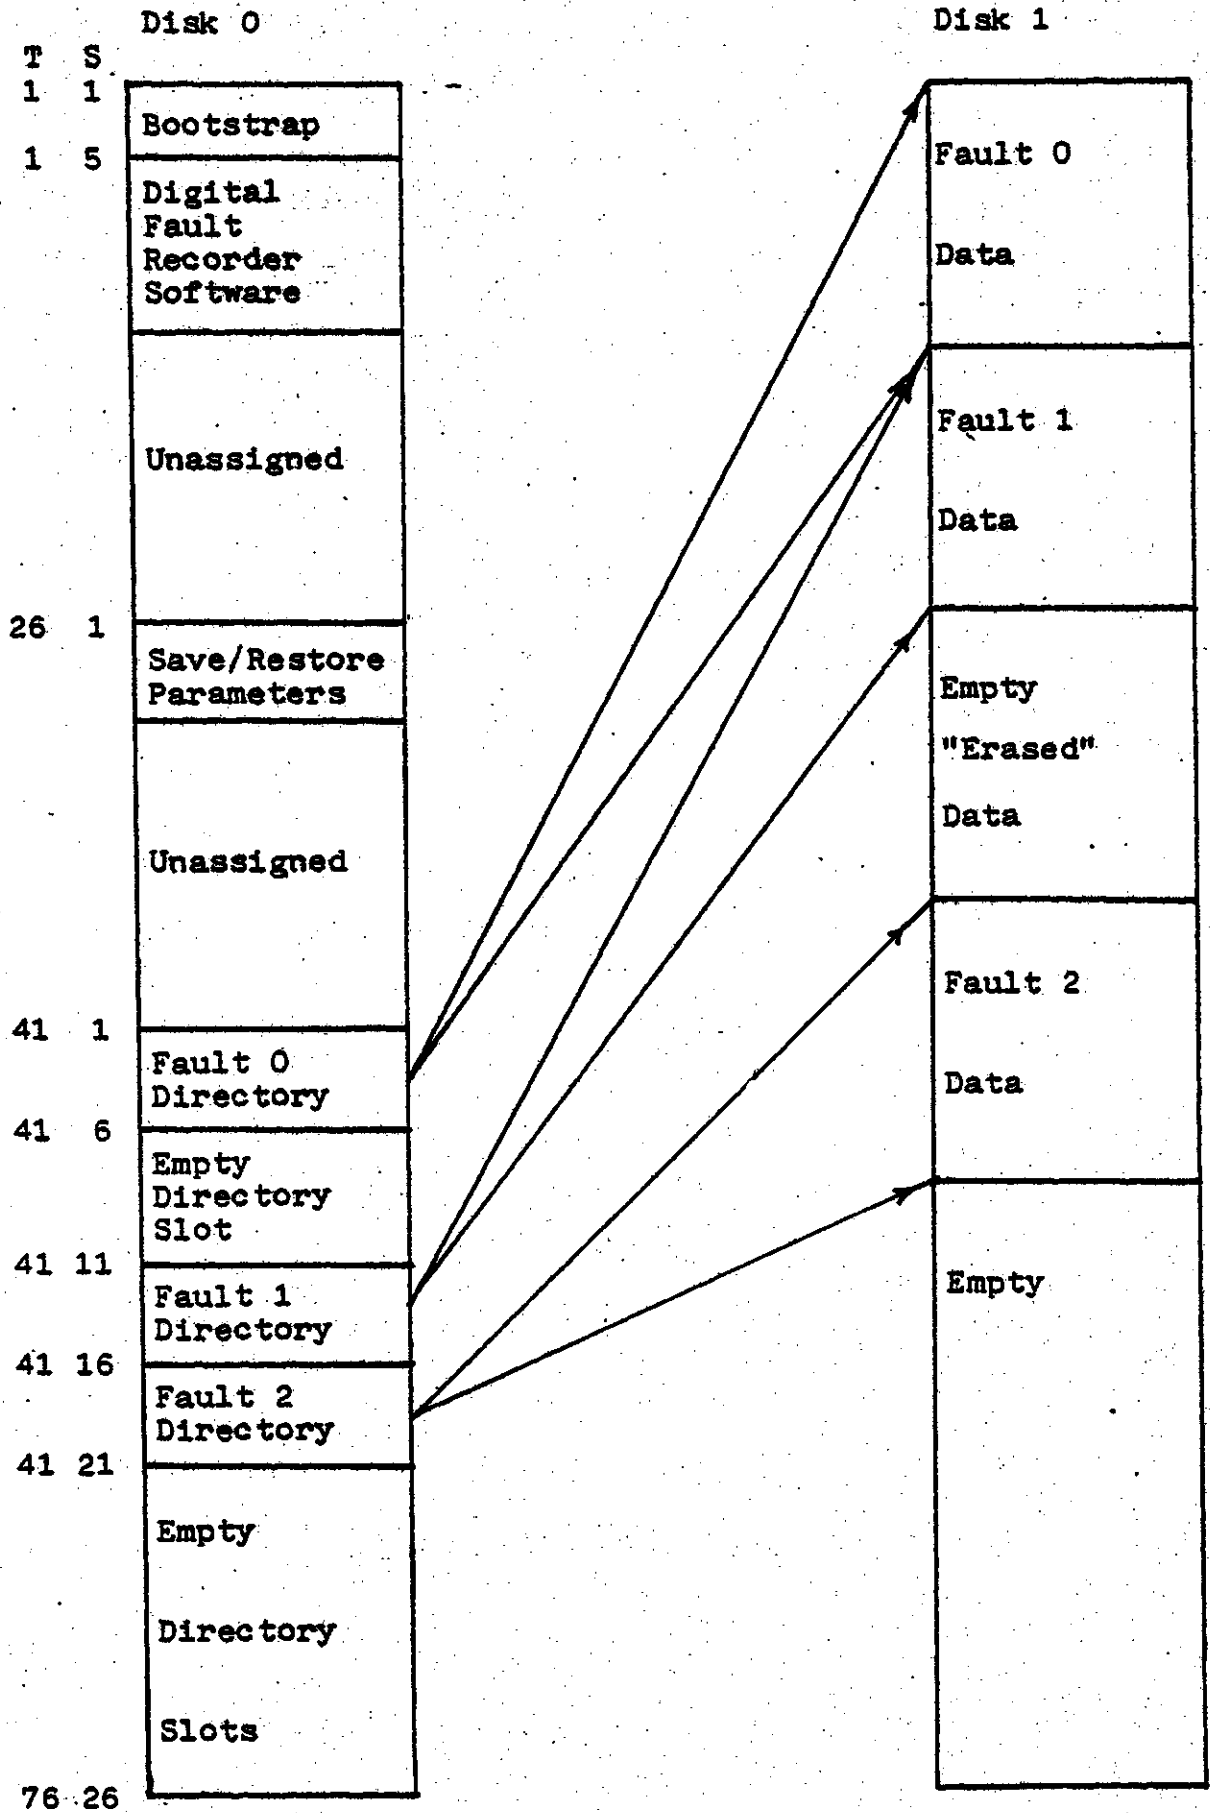 Disk 0
Disk 1
T S
1 1
Bootstrap
1 5
Digital
Fault
Recorder
Software
Unassigned
26 1
Save/Restore
Parameters
Unassigned
41 1
Fault 0
Directory
41 6
Empty
Directory
Slot
41 11
Fault 1
Directory
41 16
Fault 2
Directory
41 21
Empty
Directory
Slots
76 26
Fault 0
Data
Fault 1
Data
Empty
"Erased"
Data
Fault 2
Data
Empty